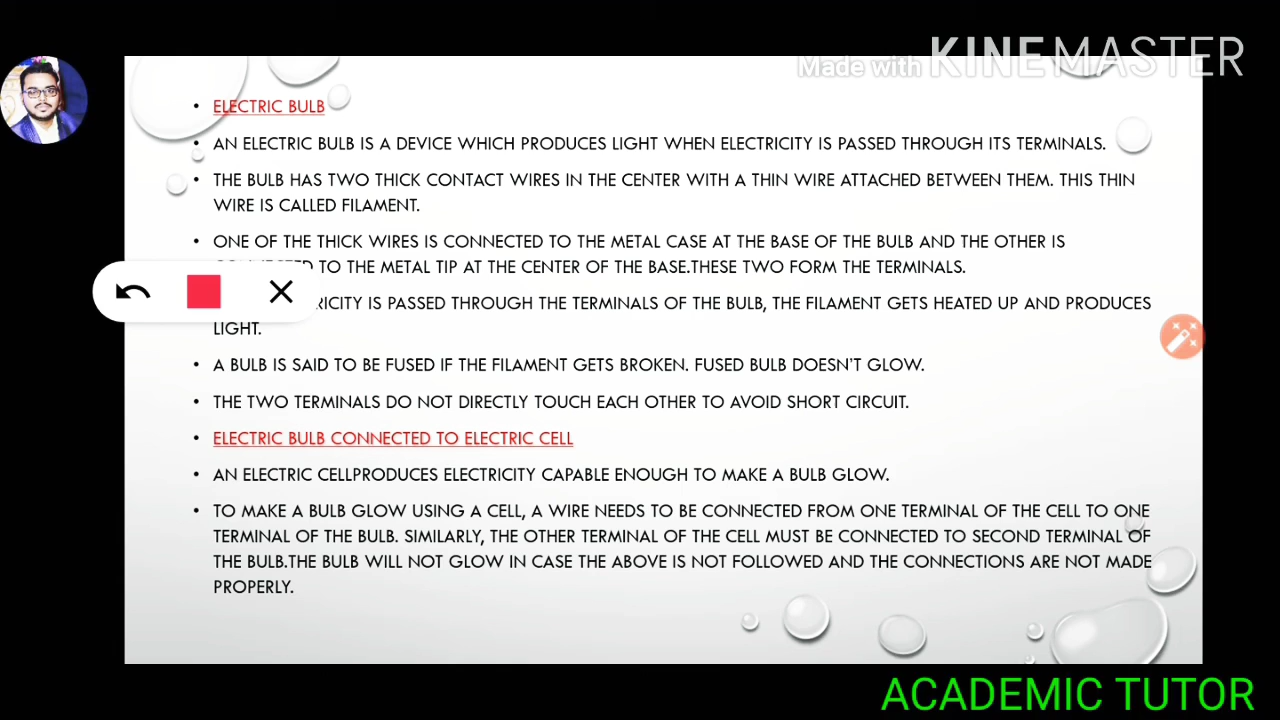 Made with KINEMASTER
• ELECTRIC BULB
• AN ELECTRIC BULB IS A DEVICE WHICH PRODUCES LIGHT WHEN ELECTRICITY IS PASSED THROUGH ITS TERMINALS.
• THE BULB HAS TWO THICK CONTACT WIRES IN THE CENTER WITH A THIN WIRE ATTACHED BETWEEN THEM. THIS THIN
WIRE IS CALLED FILAMENT.
• ONE OF THE THICK WIRES IS CONNECTED TO THE METAL CASE AT THE BASE OF THE BULB AND THE OTHER IS
TO THE METAL TIP AT THE CENTER OF THE BASE.THESE TWO FORM THE TERMINALS.
IS PASSED THROUGH THE TERMINALS OF THE BULB, THE FILAMENT GETS HEATED UP AND PRODUCES
LIGHT.
• A BULB IS SAID TO BE FUSED IF THE FILAMENT GETS BROKEN. FUSED BULB DOESN'T GLOW.
• THE TWO TERMINALS DO NOT DIRECTLY TOUCH EACH OTHER TO AVOID SHORT CIRCUIT.
• ELECTRIC BULB CONNECTED TO ELECTRIC CELL
• AN ELECTRIC CELLPRODUCES ELECTRICITY CAPABLE ENOUGH TO MAKE A BULB GLOW.
• TO MAKE A BULB GLOW USING A CELL, A WIRE NEEDS TO BE CONNECTED FROM ONE TERMINAL OF THE CELL TO ONE
TERMINAL OF THE BULB. SIMILARLY, THE OTHER TERMINAL OF THE CELL MUST BE CONNECTED TO SECOND TERMINAL OF
THE BULB.THE BULB WILL NOT GLOW IN CASE THE ABOVE IS NOT FOLLOWED AND THE CONNECTIONS ARE NOT MADE
PROPERLY.
ACADEMIC TUTOR